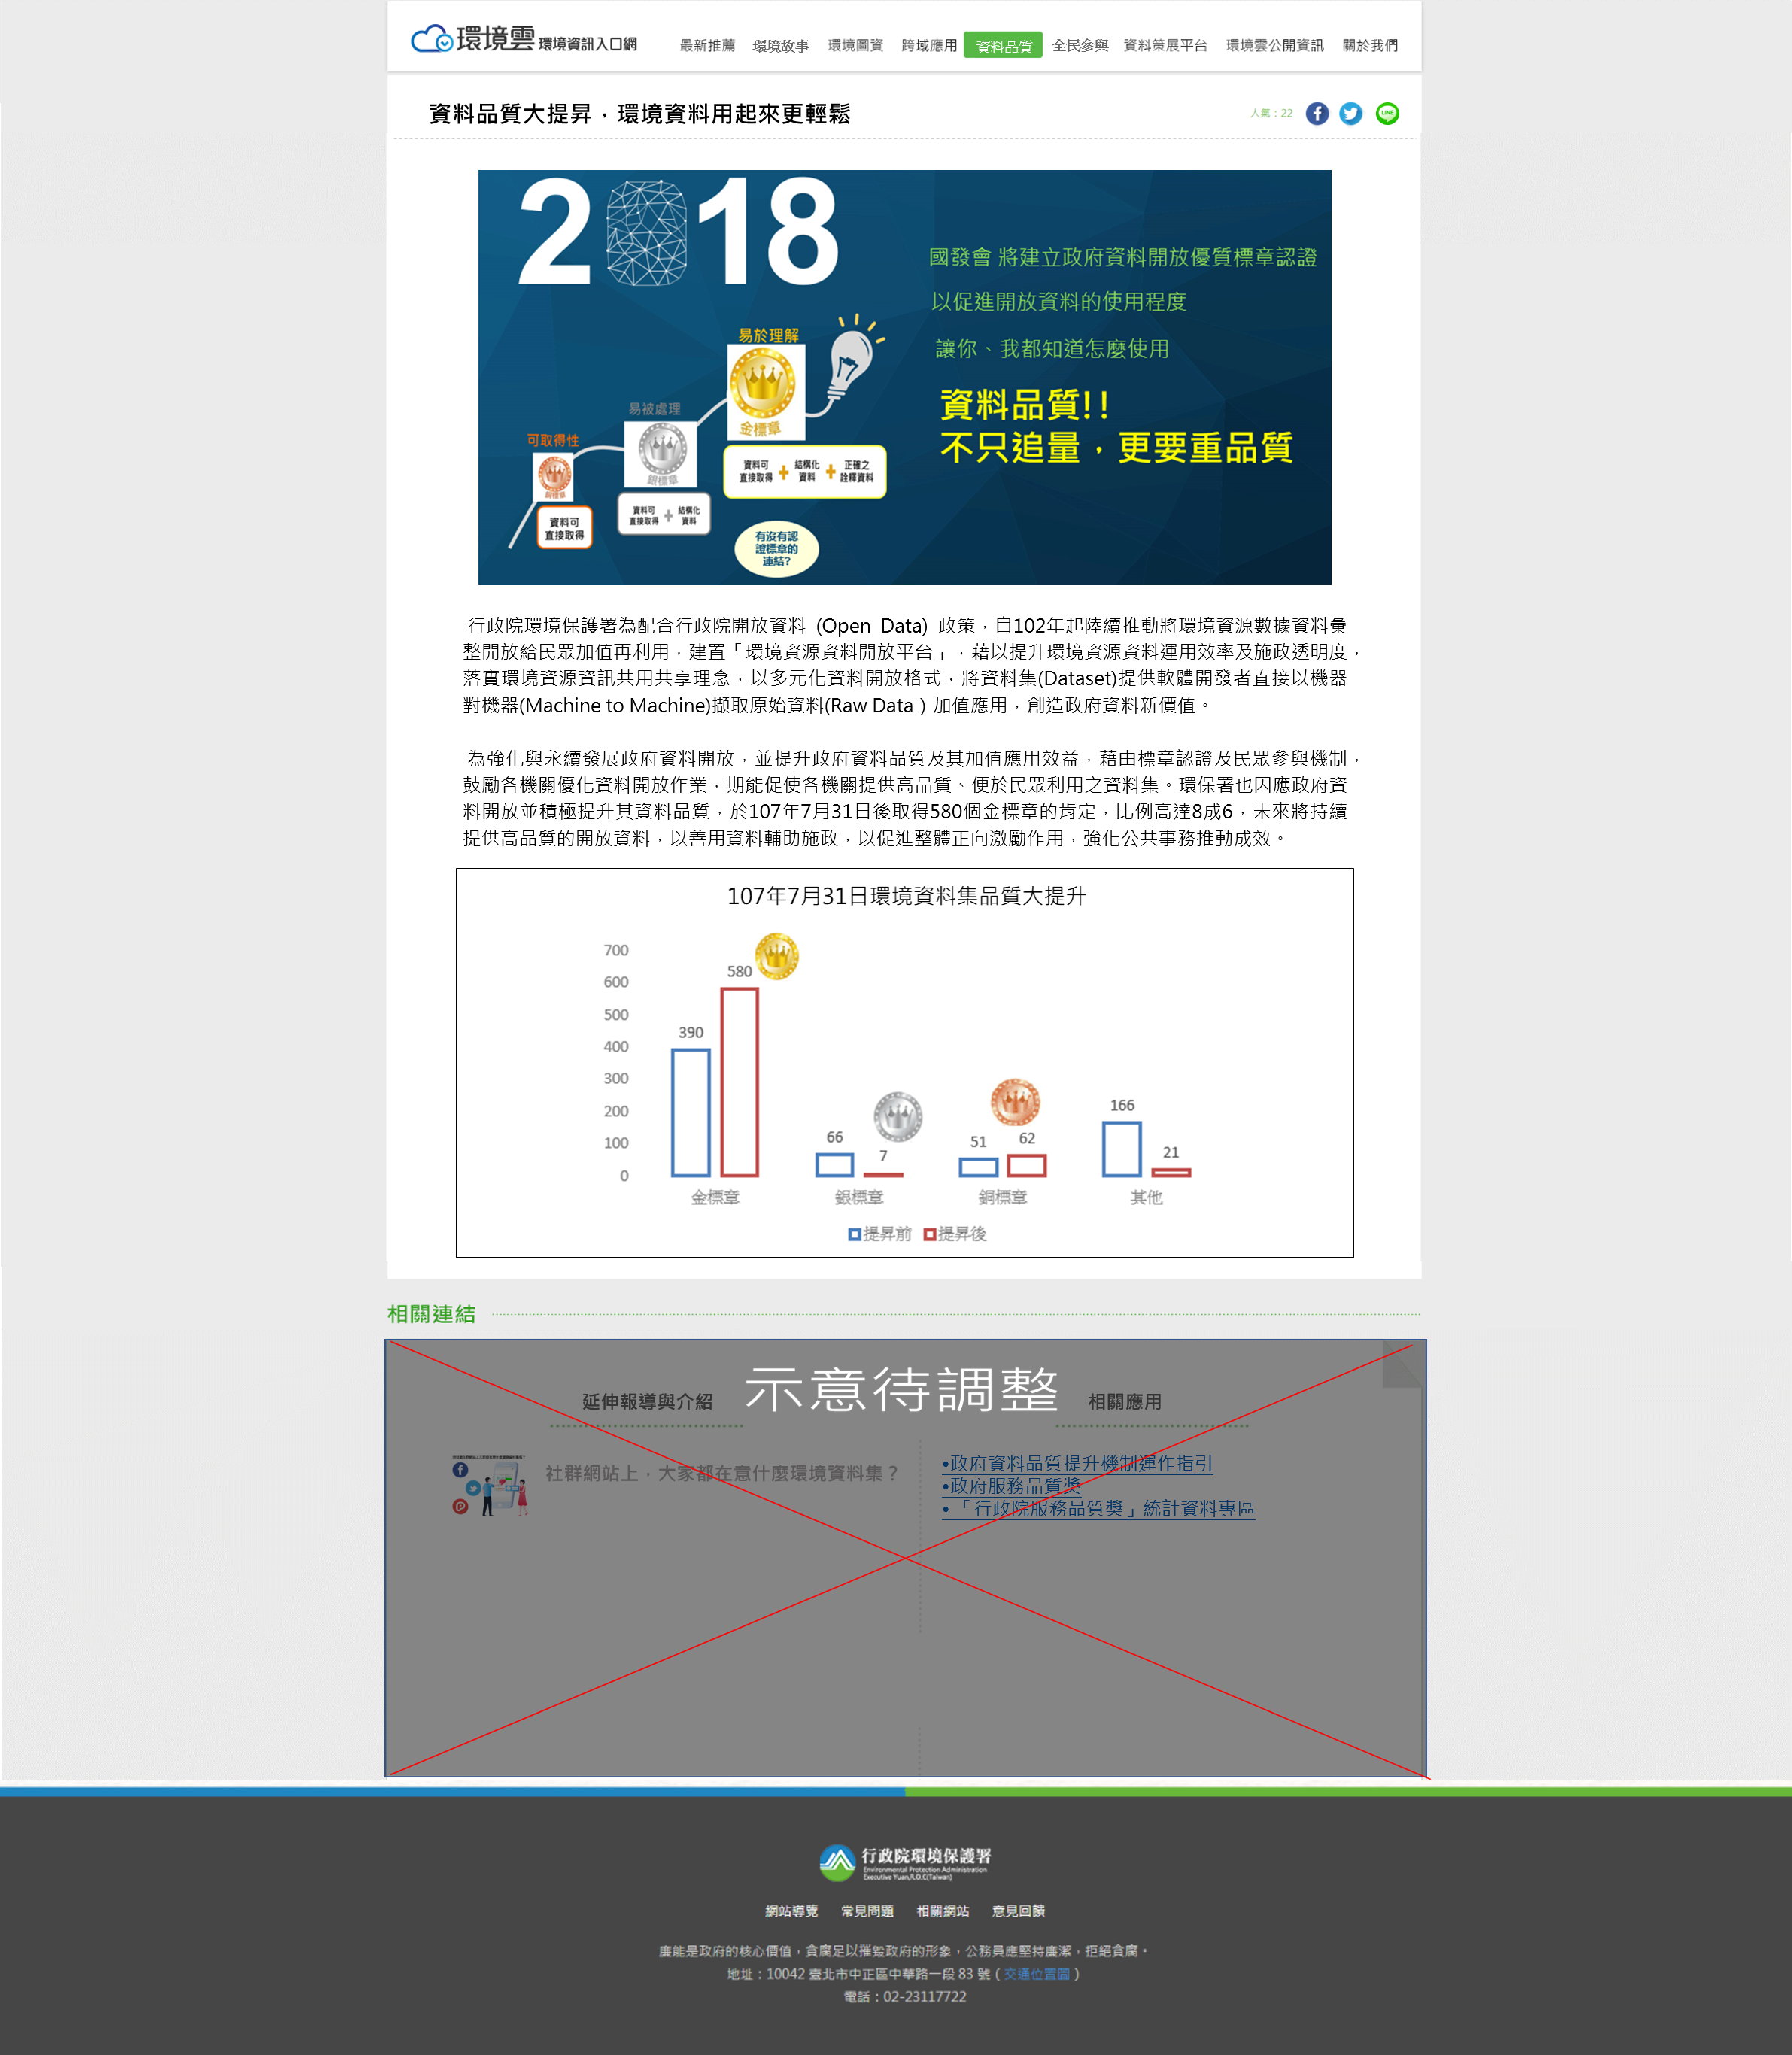 環境雲 環境資訊入口網
最新推薦 環境故事 環境圖資 跨域應用 資料品質 全民參與 資料策展平台 環境雲公開資訊 關於我們
資料品質大提昇，環境資料用起來更輕鬆
人氣：22
LINE
2018
國發會 將建立政府資料開放優質標章認證
以促進開放資料的使用程度
讓你、我都知道怎麼使用
資料品質!!
不只追量，更要重品質
易於理解
金標章
資料可直接取得 + 結構化資料 + 正確之詮釋資料
易被處理
銀標章
資料可直接取得 + 結構化資料
可取得性
銅標章
資料可
直接取得
有沒有認
證標章的
連結?
行政院環境保護署為配合行政院開放資料 (Open Data) 政策，自102年起陸續推動將環境資源數據資料彙
整開放給民眾加值再利用，建置「環境資源資料開放平台」，藉以提升環境資源資料運用效率及施政透明度，
落實環境資源資訊共用共享理念，以多元化資料開放格式，將資料集(Dataset)提供軟體開發者直接以機器
對機器(Machine to Machine)擷取原始資料(Raw Data ) 加值應用，創造政府資料新價值。
為強化與永續發展政府資料開放，並提升政府資料品質及其加值應用效益，藉由標章認證及民眾參與機制，
鼓勵各機關優化資料開放作業，期能促使各機關提供高品質、便於民眾利用之資料集。環保署也因應政府資
料開放並積極提升其資料品質，於107年7月31日後取得580個金標章的肯定，比例高達8成6，未來將持續
提供高品質的開放資料，以善用資料輔助施政，以促進整體正向激勵作用，強化公共事務推動成效。
107年7月31日環境資料集品質大提升
700
600
500
400
300
200
100
0
390
580
66
7
51
62
166
21
金標章 銀標章 銅標章 其他
提昇前 提昇後
相關連結
示意待調整
延伸報導與介紹
社群網站上，大家都在意什麼環境資料集？
相關應用
•政府資料品質提升機制運作指引
•政府服務品質獎
•「行政院服務品質獎」統計資料專區
行政院環境保護署
Environmental Protection Administration
Executive Yuan,R.O.C(Taiwan)
網站導覽 常見問題 相關網站 意見回饋
廉能是政府的核心價值，貪腐足以摧毀政府的形象，公務員應堅持廉潔，拒絕貪腐。
地址：10042 臺北市中正區中華路一段 83 號 ( 交通位置圖 )
電話：02-23117722